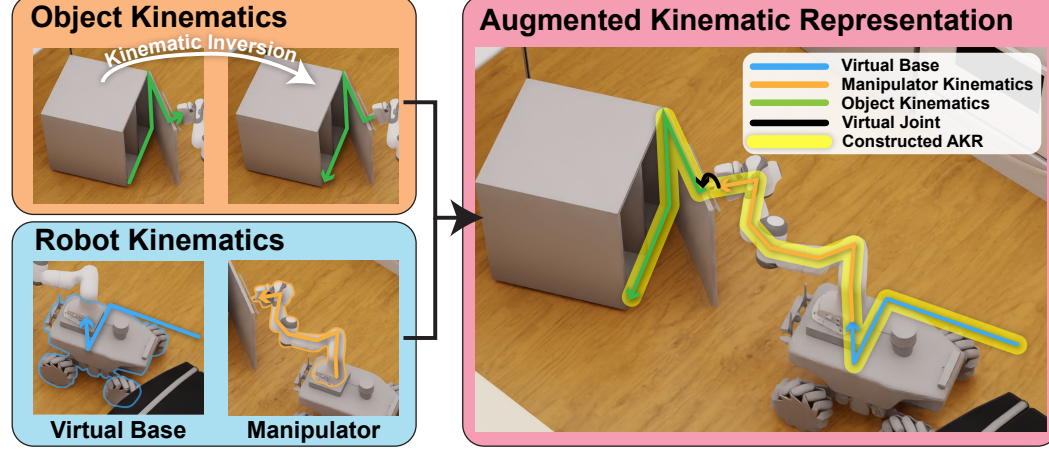 Object Kinematics
Kinematic Inversion
Robot Kinematics
Virtual Base
Manipulator
Augmented Kinematic Representation
Virtual Base
Manipulator Kinematics
Object Kinematics
Virtual Joint
Constructed AKR